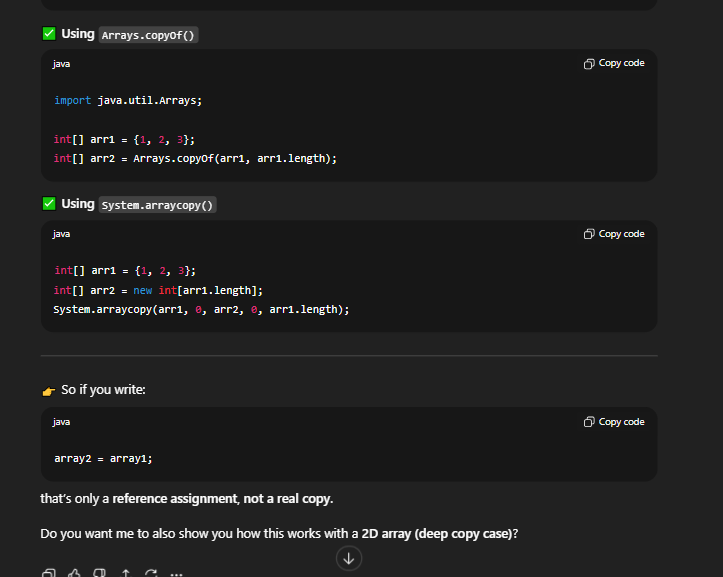 ✅ Using Arrays.copyOf()
java
Copy code
import java.util.Arrays;
int[] arr1 = {1, 2, 3};
int[] arr2 = Arrays.copyOf(arr1, arr1.length);
✅ Using System.arraycopy()
java
Copy code
int[] arr1 = {1, 2, 3};
int[] arr2 = new int[arr1.length];
System.arraycopy(arr1, 0, arr2, 0, arr1.length);
👉 So if you write:
java
Copy code
array2 = array1;
that's only a reference assignment, not a real copy.
Do you want me to also show you how this works with a 2D array (deep copy case)?